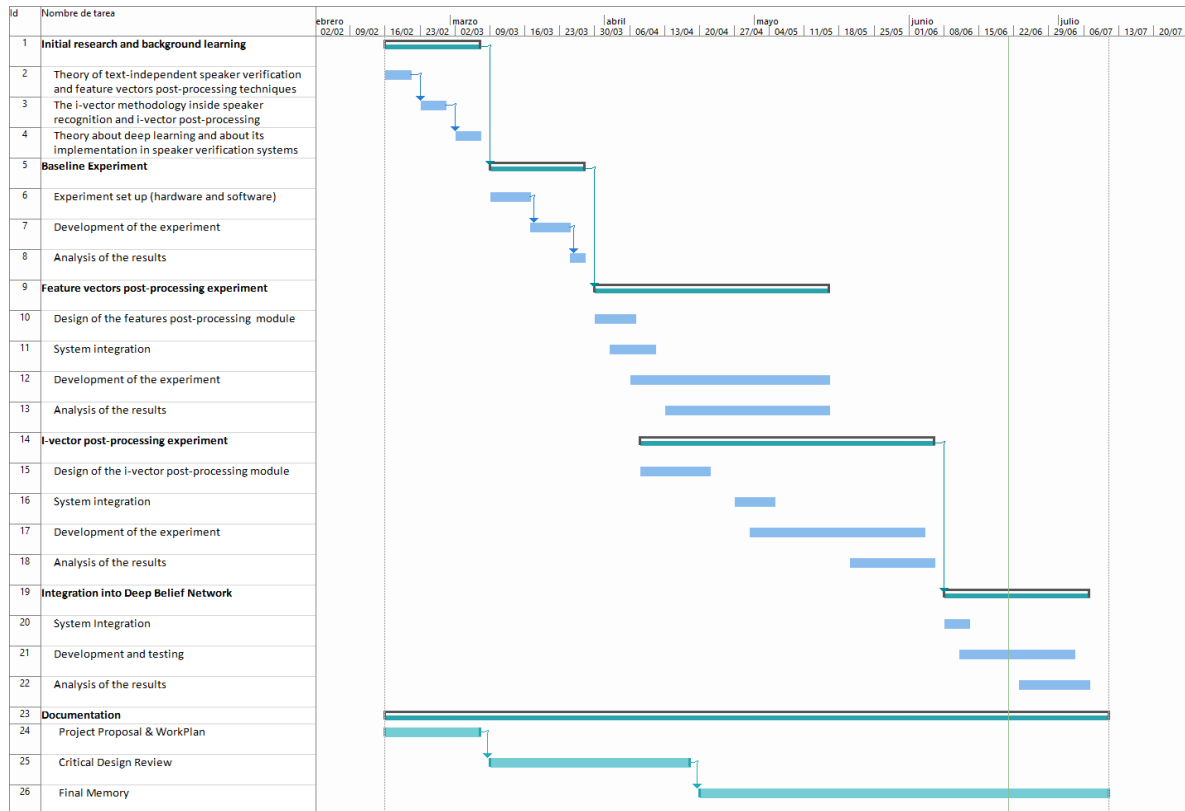 Id Nombre de tarea
ebrero marzo abril mayo junio julio
02/02 09/02 16/02 23/02 02/03 09/03 16/03 23/03 30/03 06/04 13/04 20/04 27/04 04/05 11/05 18/05 25/05 01/06 08/06 15/06 22/06 29/06 06/07 13/07 20/07
1 Initial research and background learning
2 Theory of text-independent speaker verification
and feature vectors post-processing techniques
3 The i-vector methodology inside speaker
recognition and i-vector post-processing
4 Theory about deep learning and about its
implementation in speaker verification systems
5 Baseline Experiment
6 Experiment set up (hardware and software)
7 Development of the experiment
8 Analysis of the results
9 Feature vectors post-processing experiment
10 Design of the features post-processing module
11 System integration
12 Development of the experiment
13 Analysis of the results
14 I-vector post-processing experiment
15 Design of the i-vector post-processing module
16 System integration
17 Development of the experiment
18 Analysis of the results
19 Integration into Deep Belief Network
20 System Integration
21 Development and testing
22 Analysis of the results
23 Documentation
24 Project Proposal & WorkPlan
25 Critical Design Review
26 Final Memory